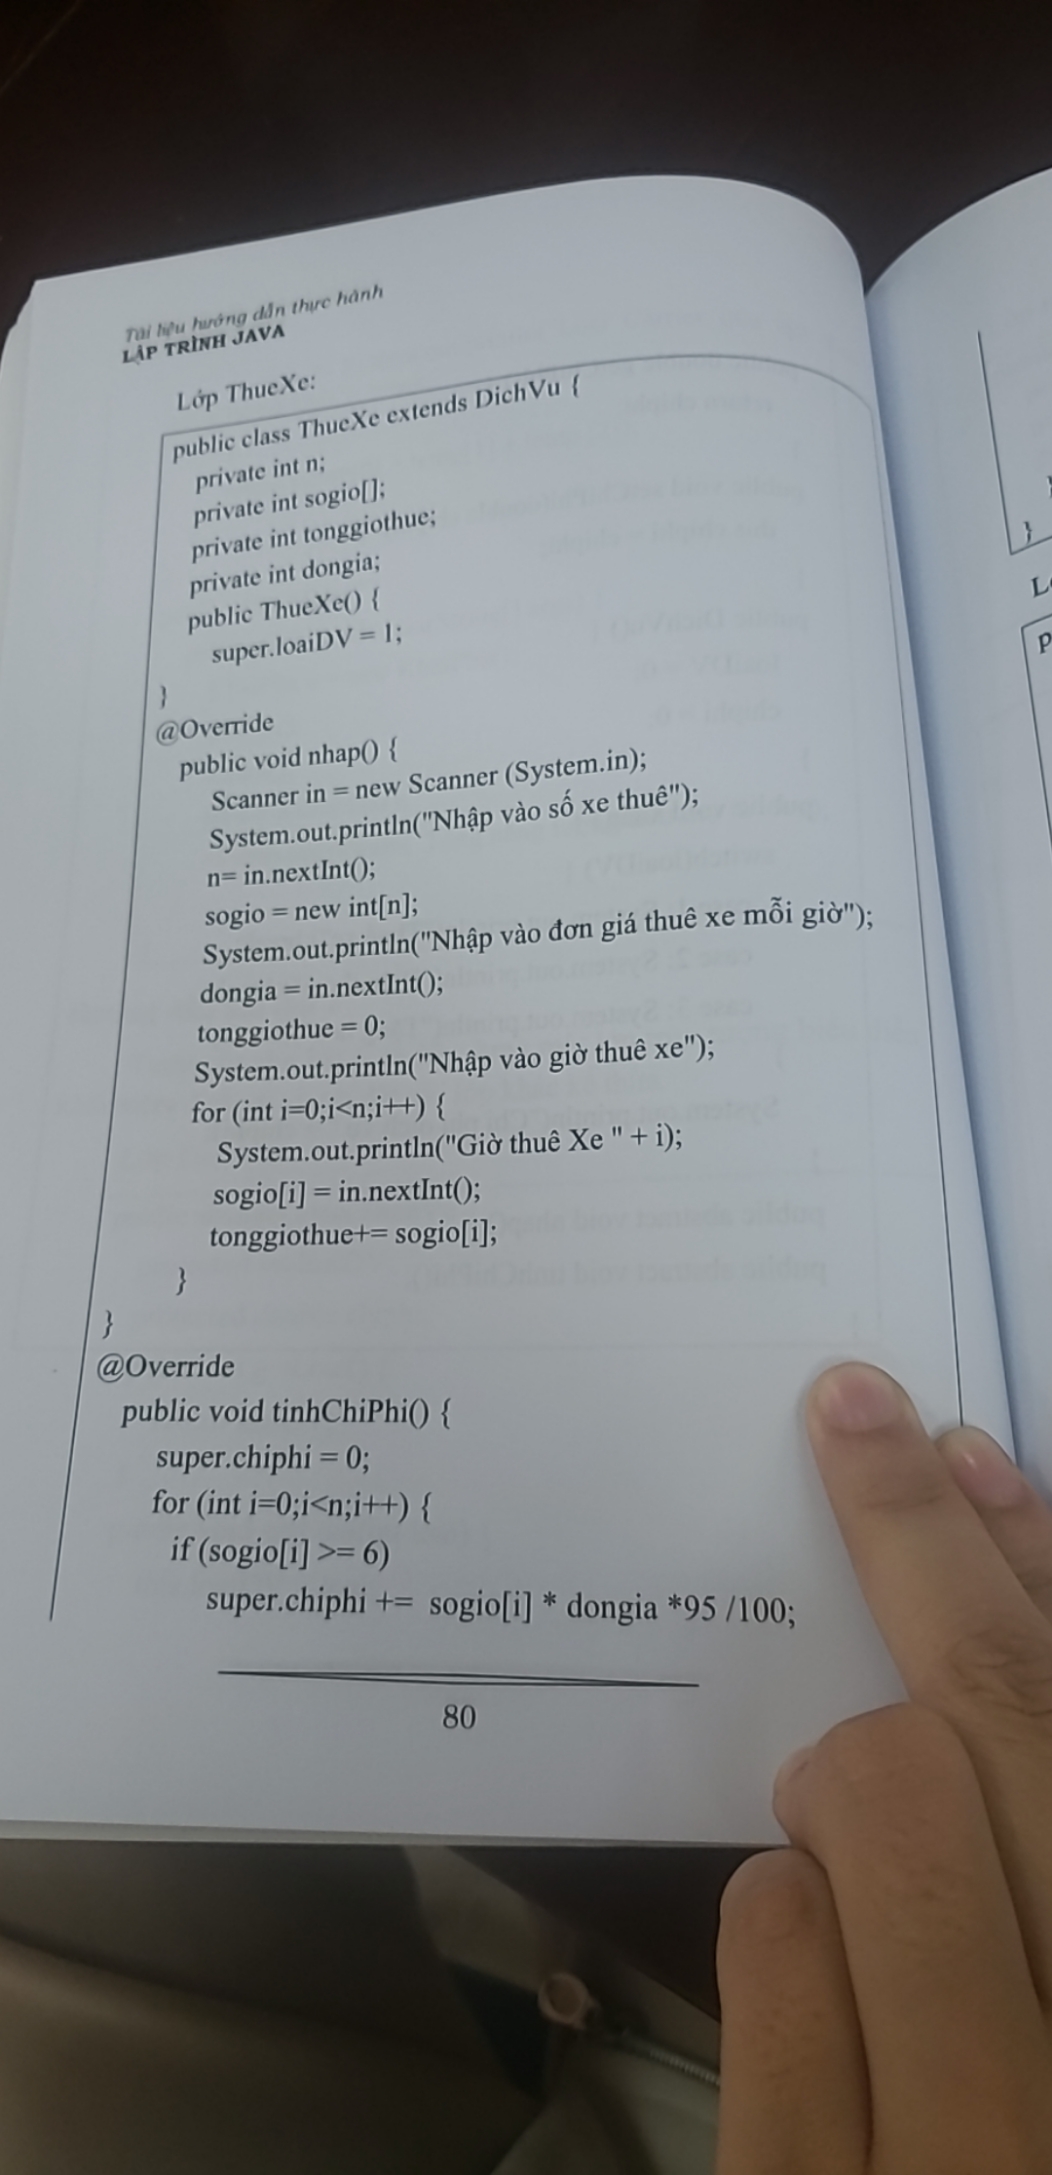 Tài liệu hướng dẫn thực hành
LẬP TRÌNH JAVA
Lớp ThueXe:
public class ThueXe extends DichVu {
private int n;
private int sogio[];
private int tonggiothue;
private int dongia;
public ThueXe() {
super.loaiDV = 1;
}
@Override
public void nhap() {
Scanner in = new Scanner (System.in);
System.out.println("Nhập vào số xe thuê");
n= in.nextInt();
sogio = new int[n];
System.out.println("Nhập vào đơn giá thuê xe mỗi giờ");
dongia = in.nextInt();
tonggiothue = 0;
System.out.println("Nhập vào giờ thuê xe");
for (int i=0;i<n;i++) {
System.out.println("Giờ thuê Xe " + i);
sogio[i] = in.nextInt();
tonggiothue+= sogio[i];
}
}
@Override
public void tinhChiPhi() {
super.chiphi = 0;
for (int i=0;i<n;i++) {
if (sogio[i] >= 6)
super.chiphi += sogio[i] * dongia *95 /100;
80
}